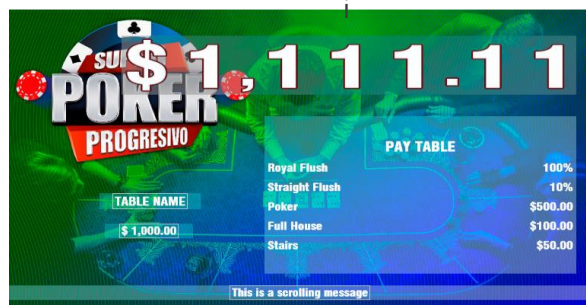 $1,111.11
SUPER
POKER
PROGRESIVO
PAY TABLE
Royal Flush 100%
Straight Flush 10%
Poker $500.00
Full House $100.00
Stairs $50.00
TABLE NAME
$ 1,000.00
This is a scrolling message